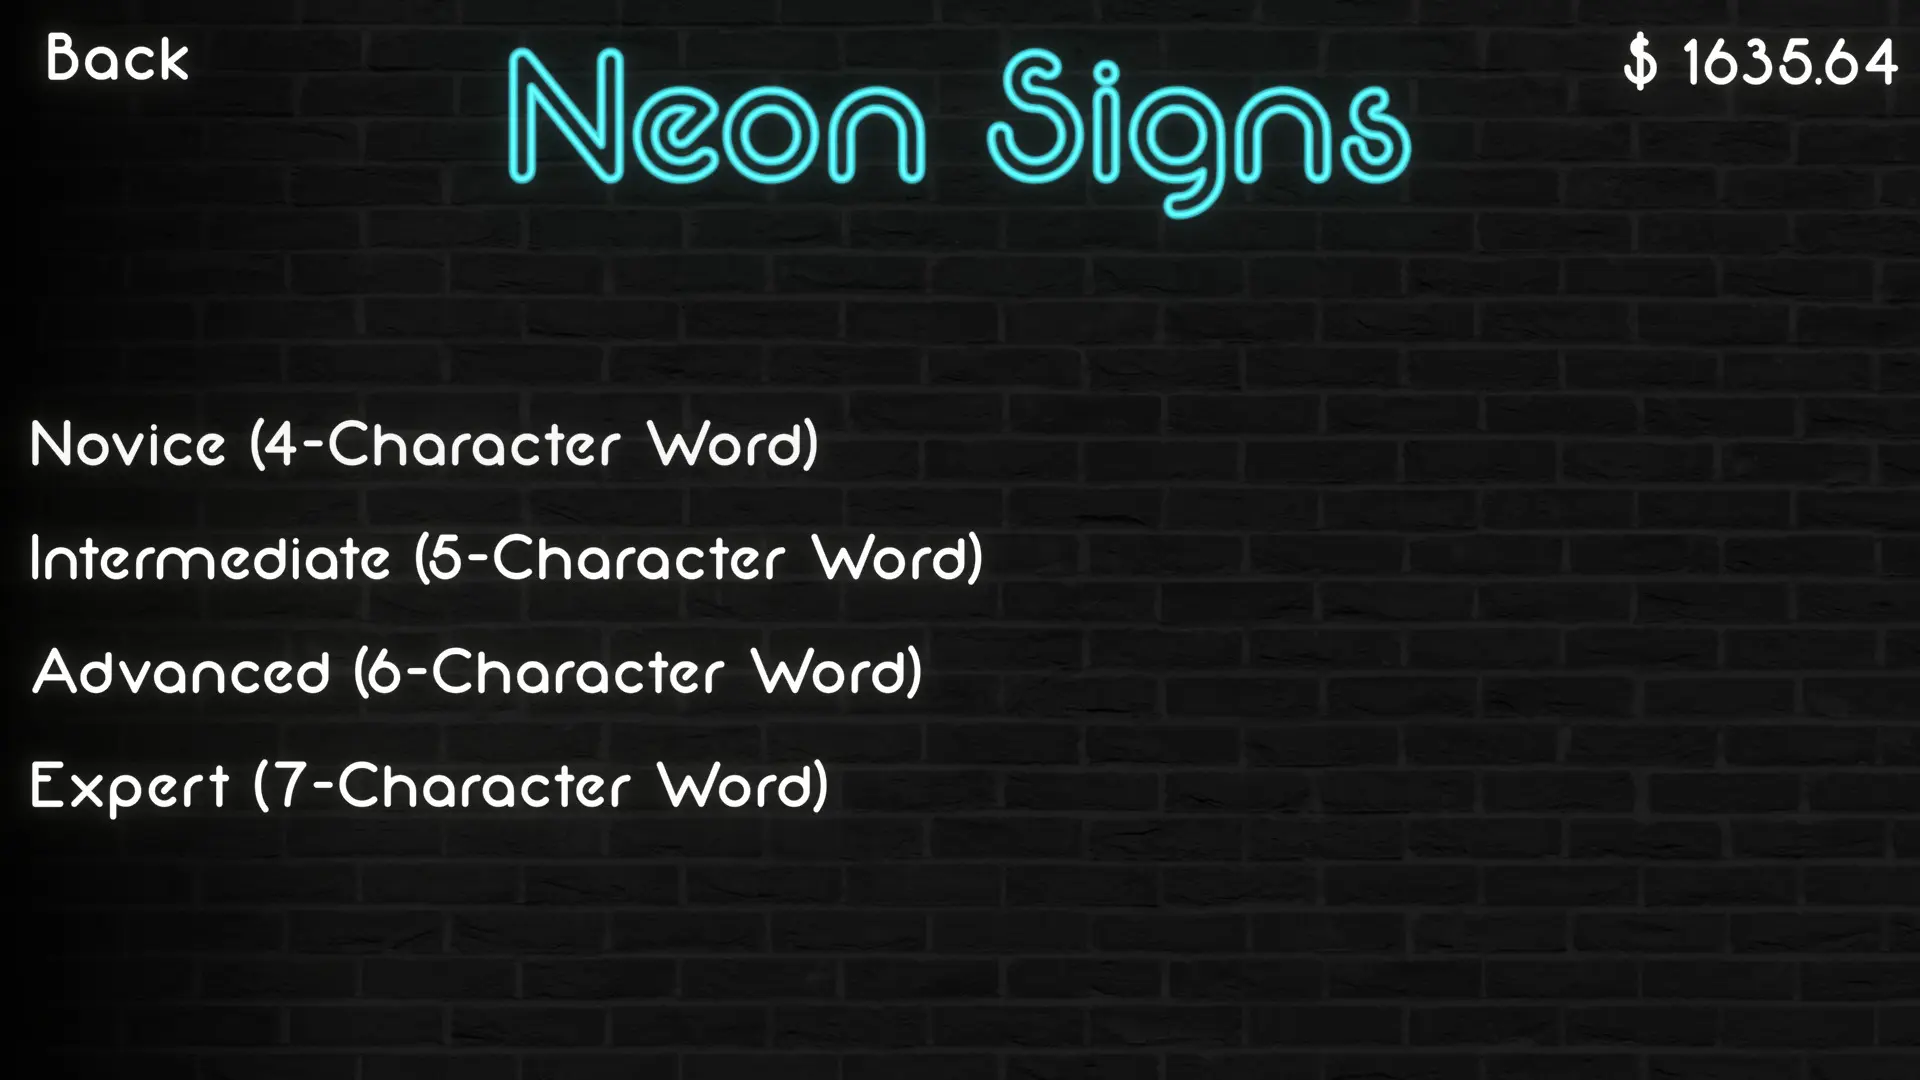 Back
Neon Signs
$ 1635.64
Novice (4-Character Word)
Intermediate (5-Character Word)
Advanced (6-Character Word)
Expert (7-Character Word)